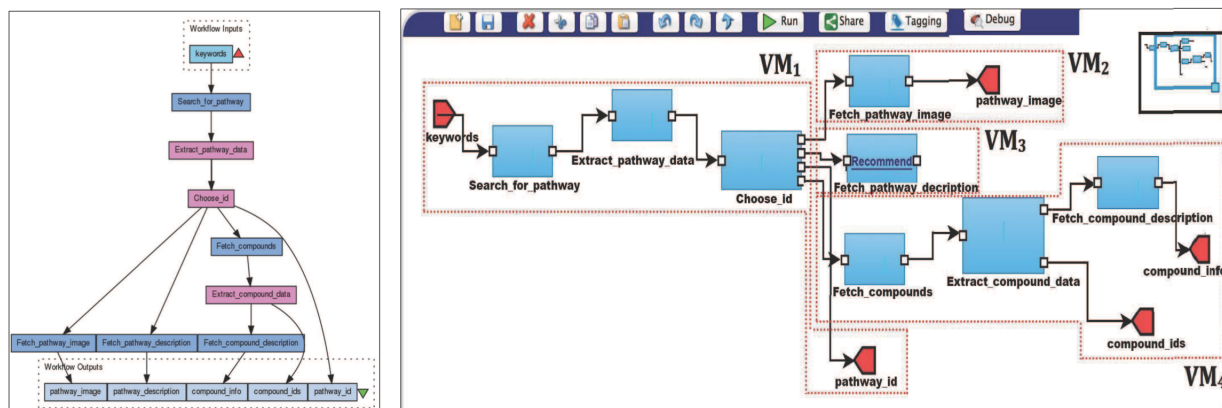 Workflow Inputs
keywords
Search_for_pathway
Extract_pathway_data
Choose_id
Fetch_compounds
Extract_compound_data
Fetch_pathway_image Fetch_pathway_description Fetch_compound_description
Workflow Outputs
pathway_image pathway_description compound_info compound_ids pathway_id
Run Share Tagging Debug
VM1
VM2
pathway_image
Fetch_pathway_image
keywords
Extract_pathway_data
Search_for_pathway
Choose_id
VM3
Recommend
Fetch_pathway_decription
Fetch_compound_description
compound_info
Fetch_compounds
Extract_compound_data
compound_ids
pathway_id
VM4